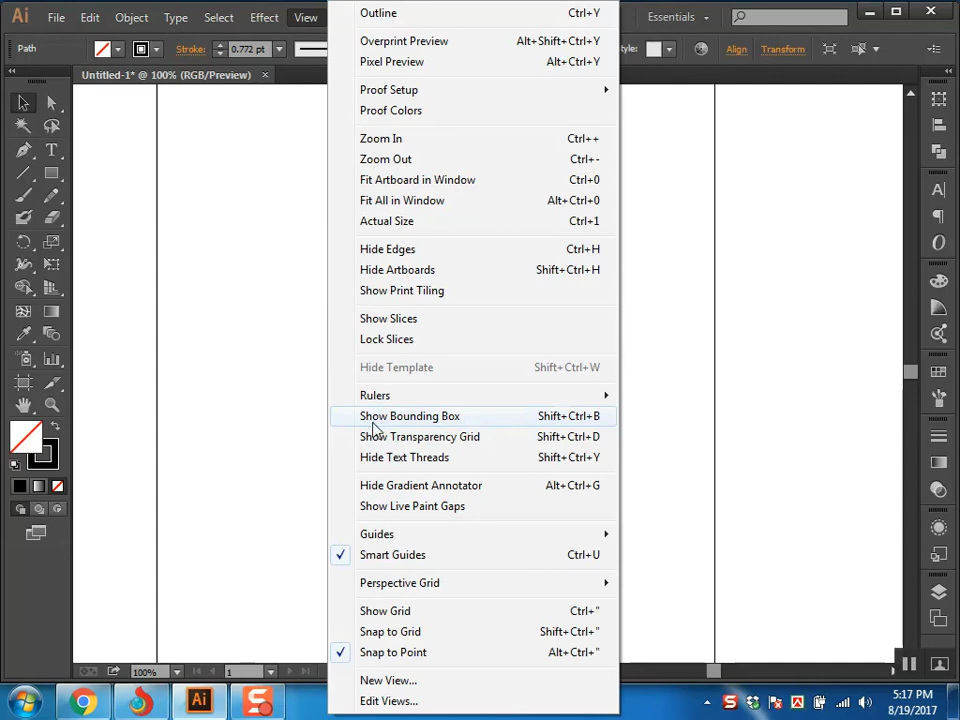 Ai File Edit Object Type Select Effect View Essentials
Path Stroke: 0.772 pt Style: Align Transform
Untitled-1* @ 100% (RGB/Preview) ×
Outline Ctrl+Y
Overprint Preview Alt+Shift+Ctrl+Y
Pixel Preview Alt+Ctrl+Y
Proof Setup
Proof Colors
Zoom In Ctrl++
Zoom Out Ctrl+-
Fit Artboard in Window Ctrl+0
Fit All in Window Alt+Ctrl+0
Actual Size Ctrl+1
Hide Edges Ctrl+H
Hide Artboards Shift+Ctrl+H
Show Print Tiling
Show Slices
Lock Slices
Hide Template Shift+Ctrl+W
Rulers
Show Bounding Box Shift+Ctrl+B
Show Transparency Grid Shift+Ctrl+D
Hide Text Threads Shift+Ctrl+Y
Hide Gradient Annotator Alt+Ctrl+G
Show Live Paint Gaps
Guides
Smart Guides Ctrl+U
Perspective Grid
Show Grid Ctrl+"
Snap to Grid Shift+Ctrl+"
Snap to Point Alt+Ctrl+"
New View...
Edit Views...
100% 1
Ai
5:17 PM
8/19/2017